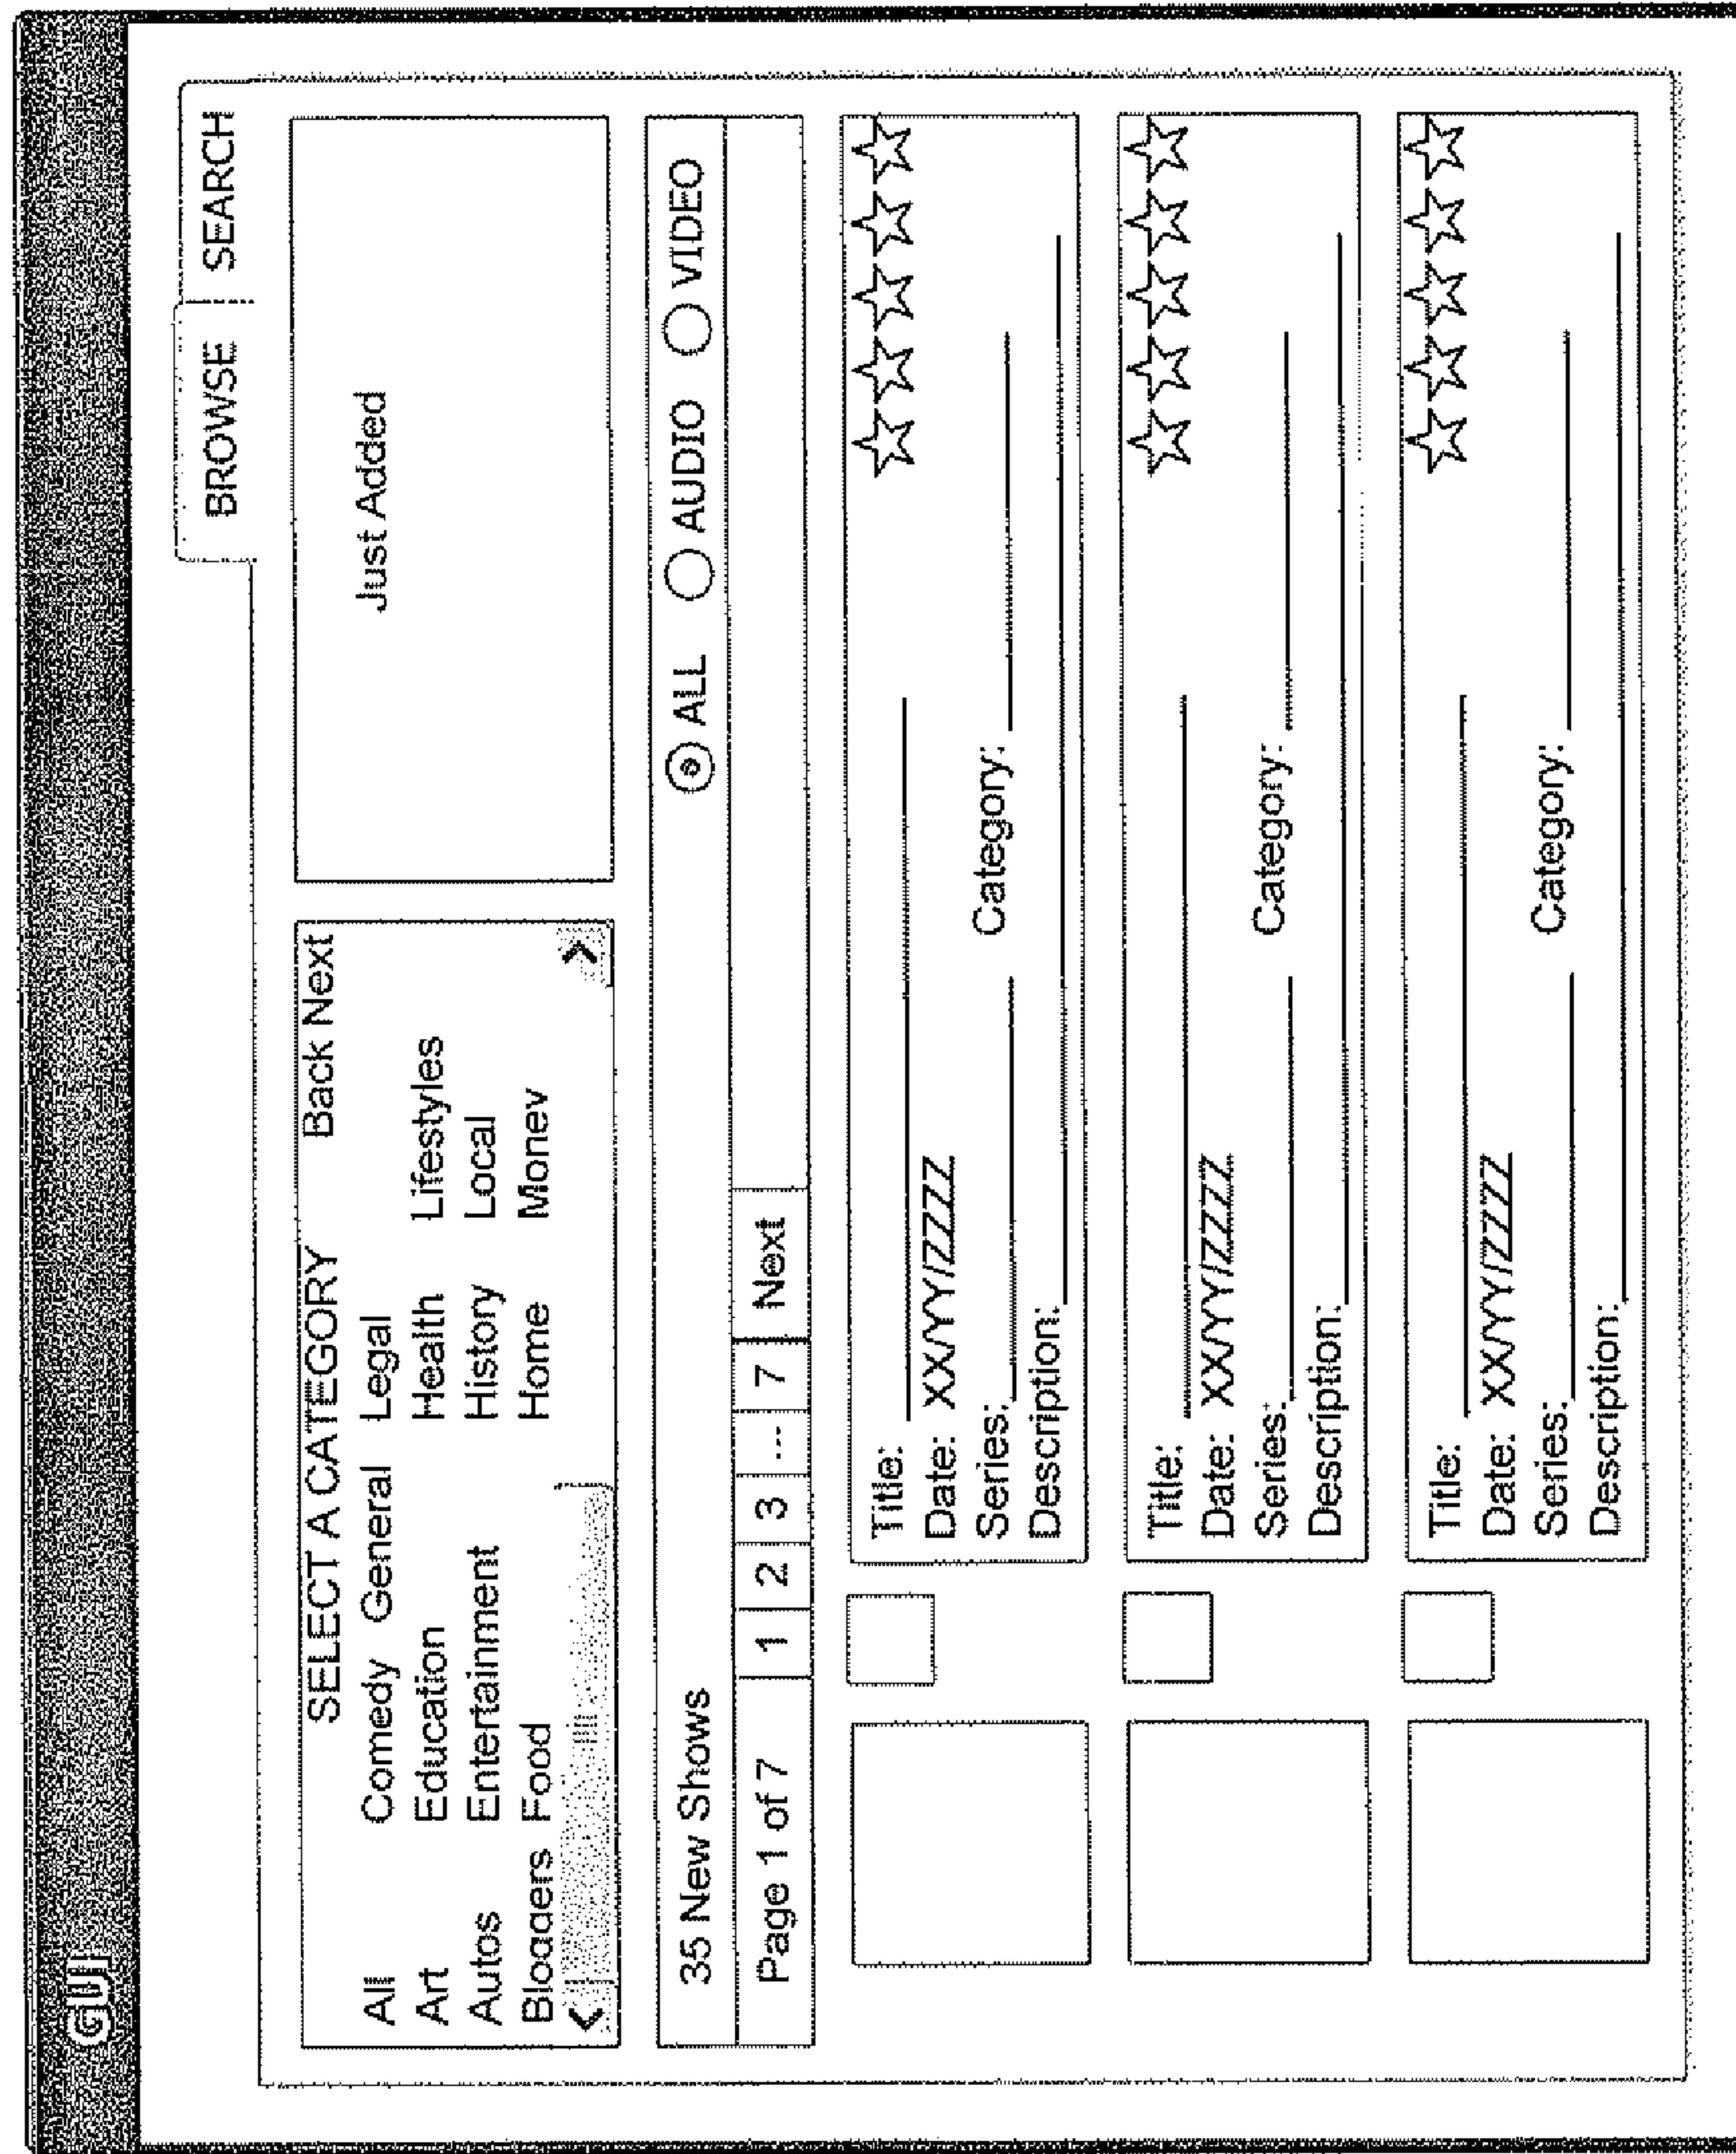 GUI
BROWSE SEARCH
SELECT A CATEGORY Back Next
All Comedy General Legal
Art Education Health Lifestyles
Autos Entertainment History Local
Bloggers Food Home Money
Just Added
35 New Shows ALL AUDIO VIDEO
Page 1 of 7 1 2 3 --- 7 Next
Title:
Date: XX/YY/ZZZZ
Series: Category:
Description:
Title:
Date: XX/YY/ZZZZ
Series: Category:
Description:
Title:
Date: XX/YY/ZZZZ
Series: Category:
Description: